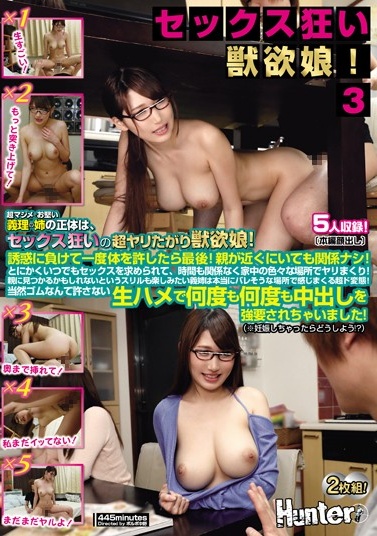 セックス狂い
獣欲娘！
3
×1
生すごい！
×2
もっと突き上げて！
5人収録！
(本編顔出し)
超マジメ
お堅い
義理の姉の正体は、
セックス狂いの超ヤリたがり獣欲娘！
誘惑に負けて一度体を許したら最後！親が近くにいても関係ナシ！
とにかくいつでもセックスを求められて、時間も関係なく家中の色々な場所でヤリまくり！
親に見つかるかもしれないというスリルも楽しみたい義姉は本当にバレそうな場所で感じまくる超ド変態！
当然ゴムなんて許さない
生ハメで何度も何度も中出しを
強要されちゃいました！
(※妊娠しちゃったらどうしよう!?)
×3
奥まで挿れて！
×4
私まだイッてない！
×5
まだまだヤルよ！
445minutes
Directed by
2枚組！
Hunter